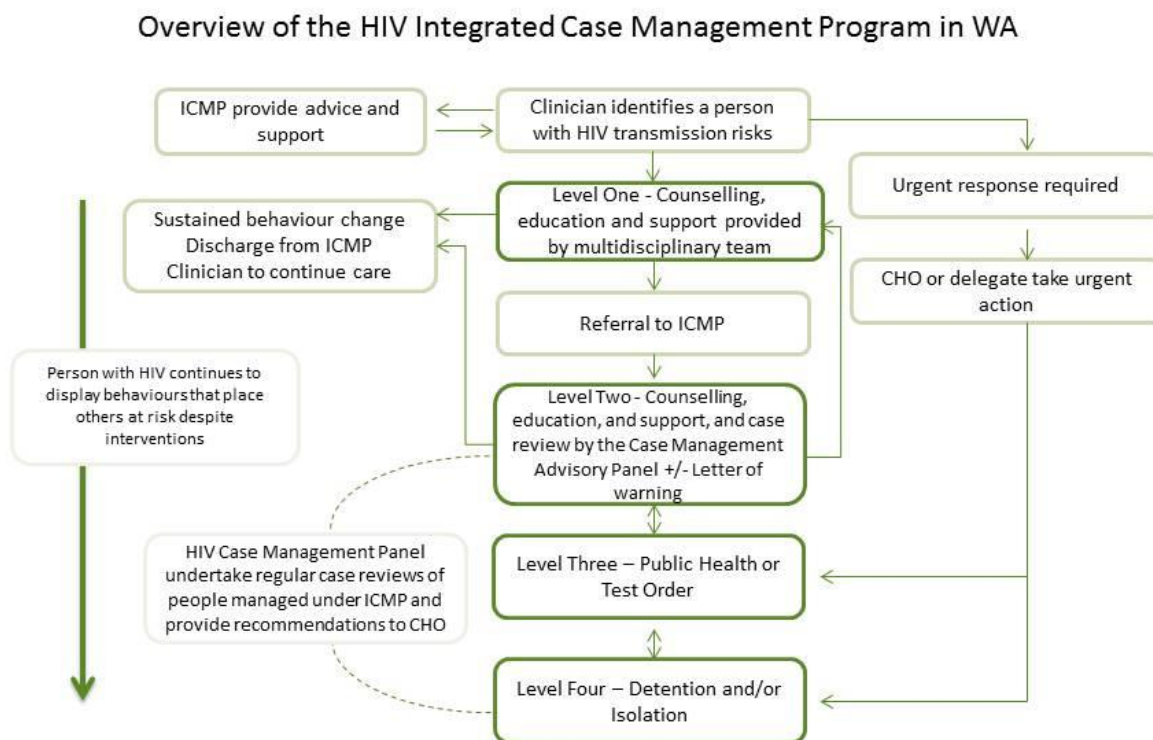 Overview of the HIV Integrated Case Management Program in WA
ICMP provide advice and
support
Clinician identifies a person
with HIV transmission risks
Urgent response required
Level One - Counselling,
education and support provided
by multidisciplinary team
Sustained behaviour change
Discharge from ICMP
Clinician to continue care
CHO or delegate take urgent
action
Referral to ICMP
Person with HIV continues to
display behaviours that place
others at risk despite
interventions
Level Two - Counselling,
education, and support, and case
review by the Case Management
Advisory Panel +/- Letter of
warning
HIV Case Management Panel
undertake regular case reviews of
people managed under ICMP and
provide recommendations to CHO
Level Three – Public Health or
Test Order
Level Four – Detention and/or
Isolation